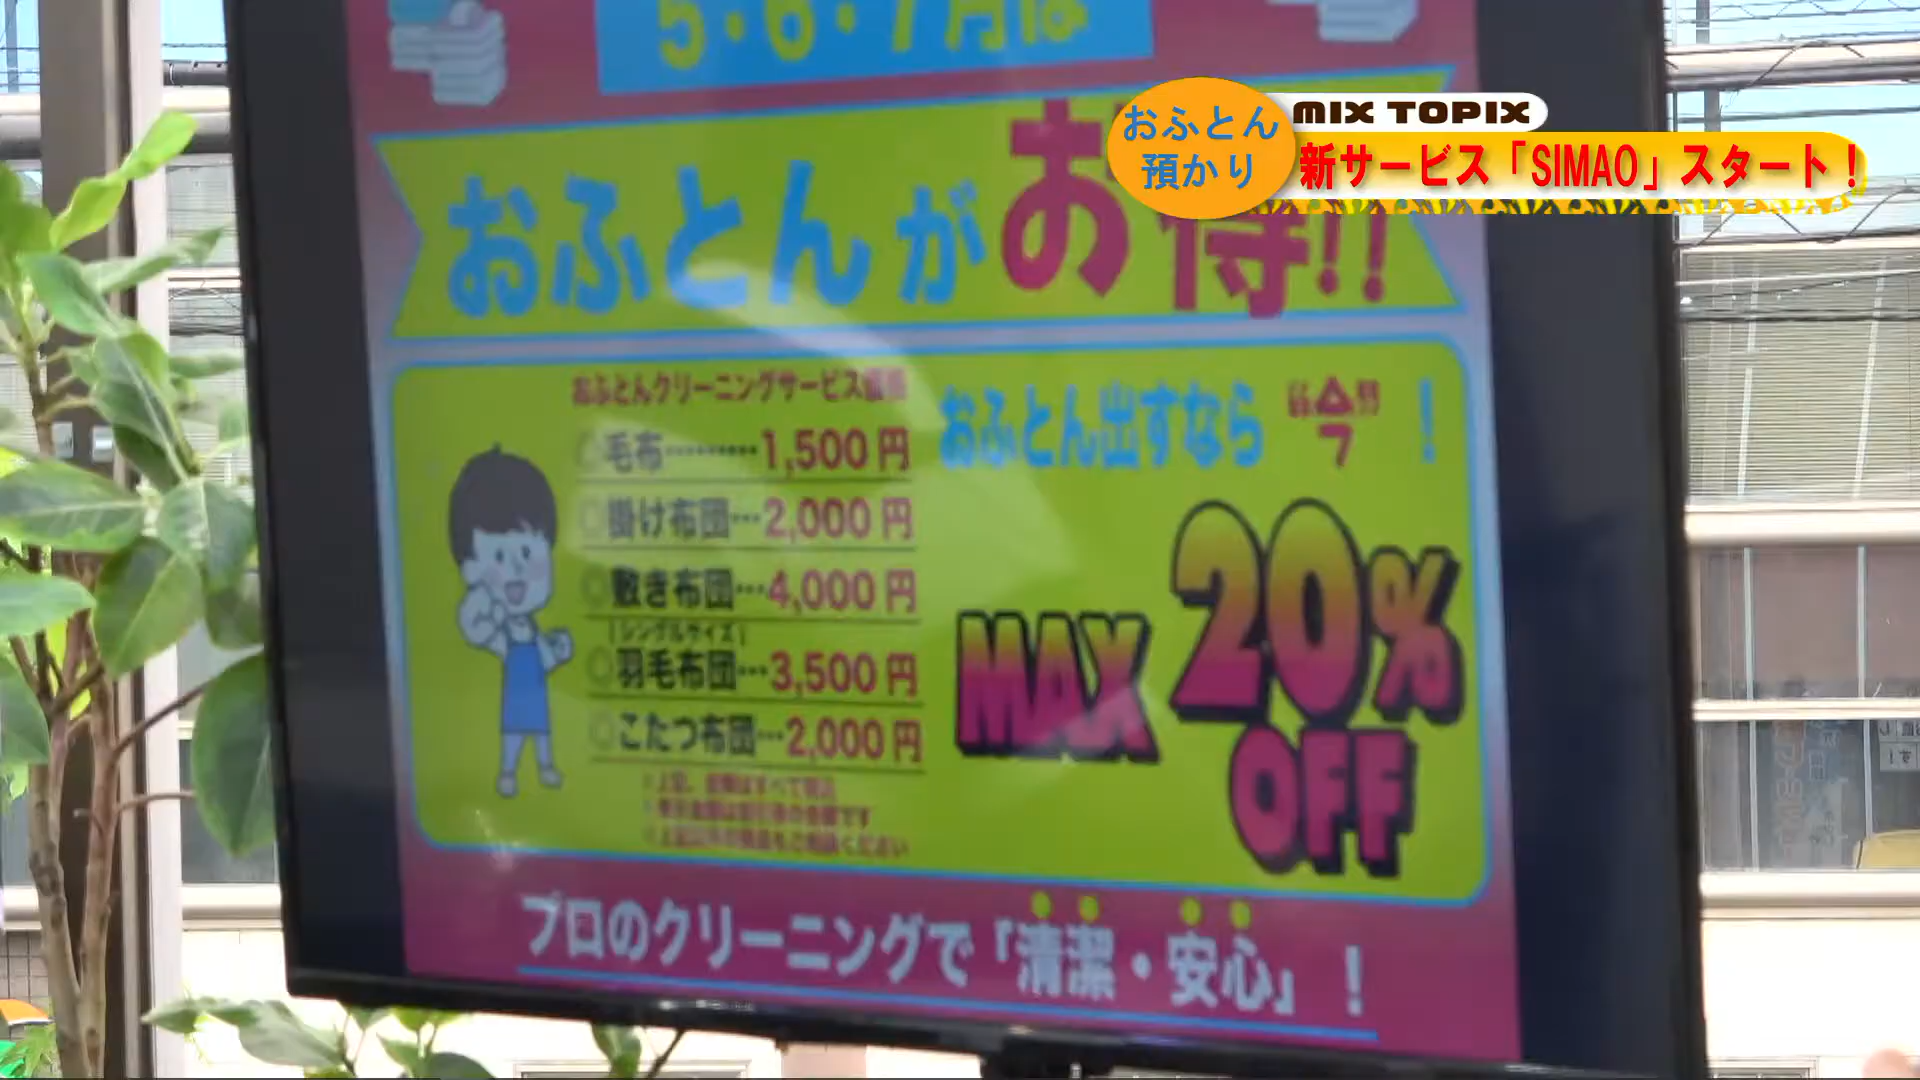 5・6・7月は
おふとん
預かり
MIX TOPIX
新サービス「SIMAO」スタート！
おふとんがお得!!
おふとんクリーニングサービス価格
○毛布………1,500円
○掛け布団…2,000円
○敷き布団…4,000円
（シングルサイズ）
○羽毛布団…3,500円
○こたつ布団…2,000円
おふとん出すなら今！
MAX
20%
OFF
プロのクリーニングで「清潔・安心」！